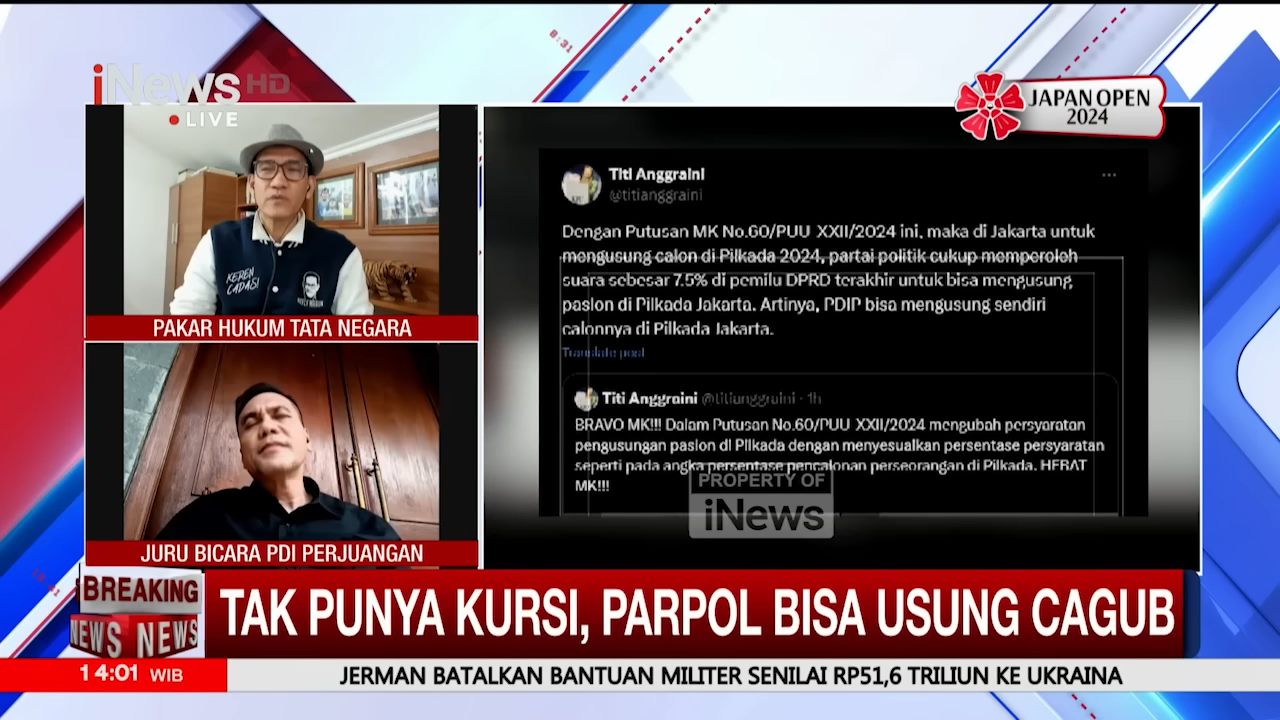 iNews HD
LIVE
8:31
JAPAN OPEN
2024
KEREN
CADAS!
PAKAR HUKUM TATA NEGARA
JURU BICARA PDI PERJUANGAN
Titi Anggraini
@titianggraini
Dengan Putusan MK No.60/PUU XXII/2024 ini, maka di Jakarta untuk
mengusung calon di Pilkada 2024, partai politik cukup memperoleh
suara sebesar 7.5% di pemilu DPRD terakhir untuk bisa mengusung
paslon di Pilkada Jakarta. Artinya, PDIP bisa mengusung sendiri
calonnya di Pilkada Jakarta.
Translate post
Titi Anggraini @titianggraini · 1h
BRAVO MK!!! Dalam Putusan No.60/PUU XXII/2024 mengubah persyaratan
pengusungan paslon di Pilkada dengan menyesuaikan persentase persyaratan
seperti pada angka persentase pencalonan perseorangan di Pilkada. HEBAT
MK!!!
PROPERTY OF
iNews
BREAKING
NEWS NEWS
TAK PUNYA KURSI, PARPOL BISA USUNG CAGUB
14:01 WIB
JERMAN BATALKAN BANTUAN MILITER SENILAI RP51,6 TRILIUN KE UKRAINA